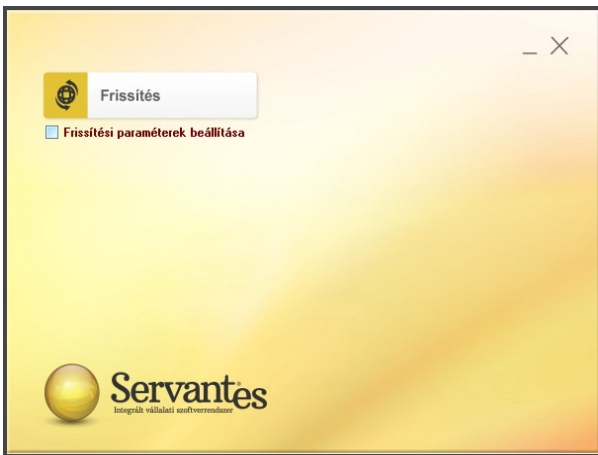 Frissítés
Frissítési paraméterek beállítása
Servantes
Integrált vállalati szoftverrendszer